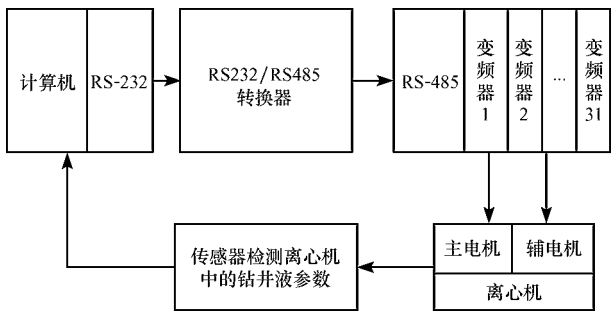 计算机
RS-232
RS232/RS485
转换器
RS-485
变频器1
变频器2
...
变频器31
主电机
辅电机
离心机
传感器检测离心机
中的钻井液参数